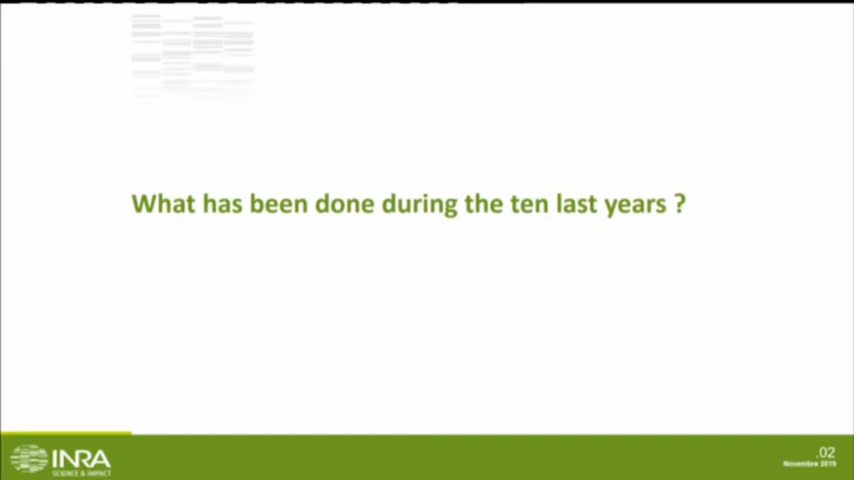 What has been done during the ten last years ?
INRA
SCIENCE & IMPACT
.02
Novembre 2019